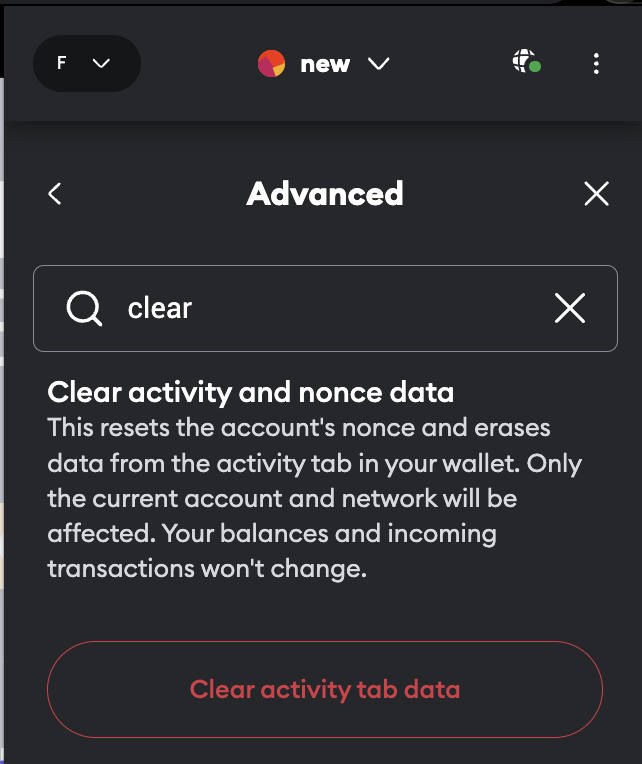 F
new
Advanced
clear
Clear activity and nonce data
This resets the account's nonce and erases
data from the activity tab in your wallet. Only
the current account and network will be
affected. Your balances and incoming
transactions won't change.
Clear activity tab data